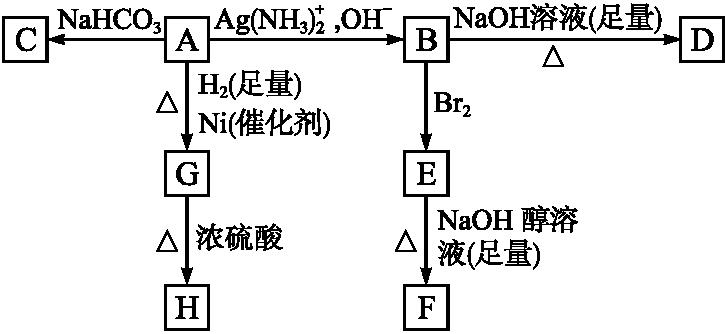 C NaHCO₃ A Ag(NH₃)₂⁺,OH⁻ B NaOH溶液(足量) △ D
△ H₂(足量) Ni(催化剂)
Br₂
G E
△ 浓硫酸
△ NaOH 醇溶液(足量)
H F